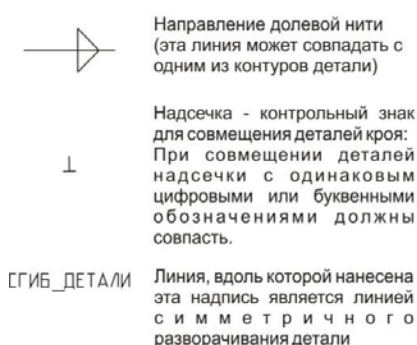 Направление долевой нити
(эта линия может совпадать с
одним из контуров детали)
Надсечка - контрольный знак
для совмещения деталей кроя:
При совмещении деталей
надсечки с одинаковым
цифровыми или буквенными
обозначениями должны
совпасть.
СГИБ_ДЕТАЛИ
Линия, вдоль которой нанесена
эта надпись является линией
симметричного
разворачивания детали